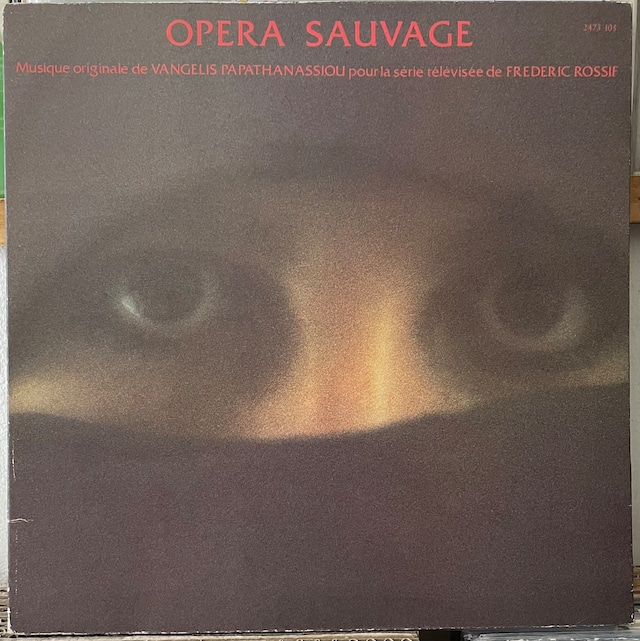 OPERA SAUVAGE
2473 105
Musique originale de VANGELIS PAPATHANASSIOU pour la série télévisée de FREDERIC ROSSIF